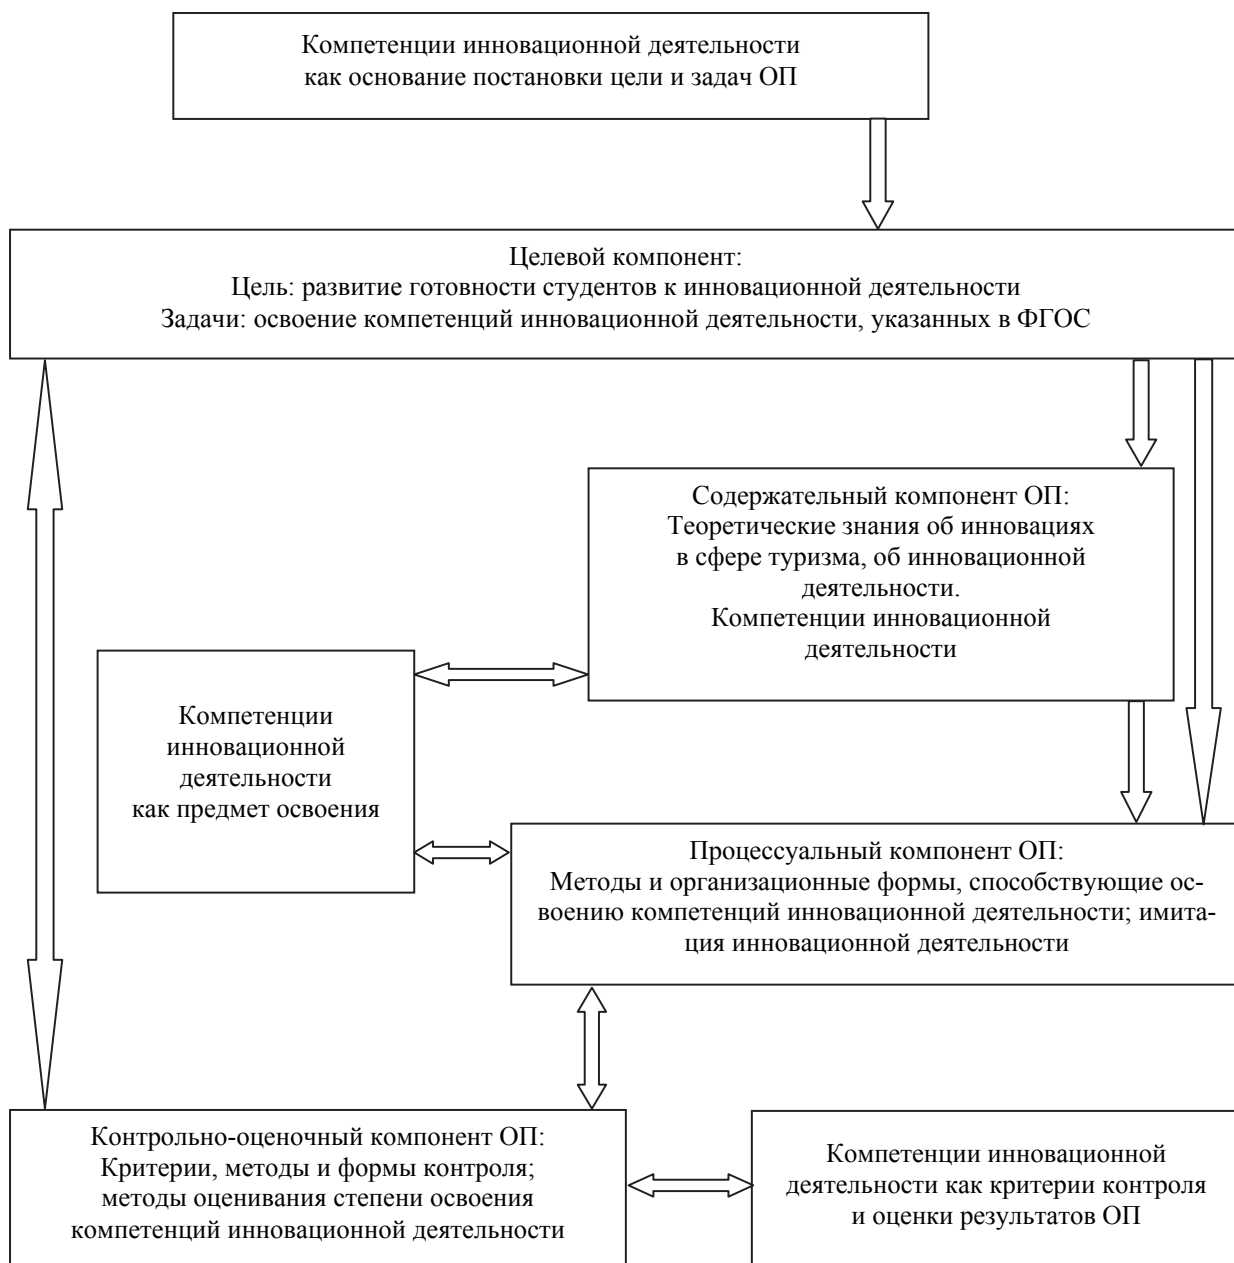 Компетенции инновационной деятельности
как основание постановки цели и задач ОП
Целевой компонент:
Цель: развитие готовности студентов к инновационной деятельности
Задачи: освоение компетенций инновационной деятельности, указанных в ФГОС
Содержательный компонент ОП:
Теоретические знания об инновациях
в сфере туризма, об инновационной
деятельности.
Компетенции инновационной
деятельности
Компетенции
инновационной
деятельности
как предмет освоения
Процессуальный компонент ОП:
Методы и организационные формы, способствующие ос-
воению компетенций инновационной деятельности; имита-
ция инновационной деятельности
Контрольно-оценочный компонент ОП:
Критерии, методы и формы контроля;
методы оценивания степени освоения
компетенций инновационной деятельности
Компетенции инновационной
деятельности как критерии контроля
и оценки результатов ОП